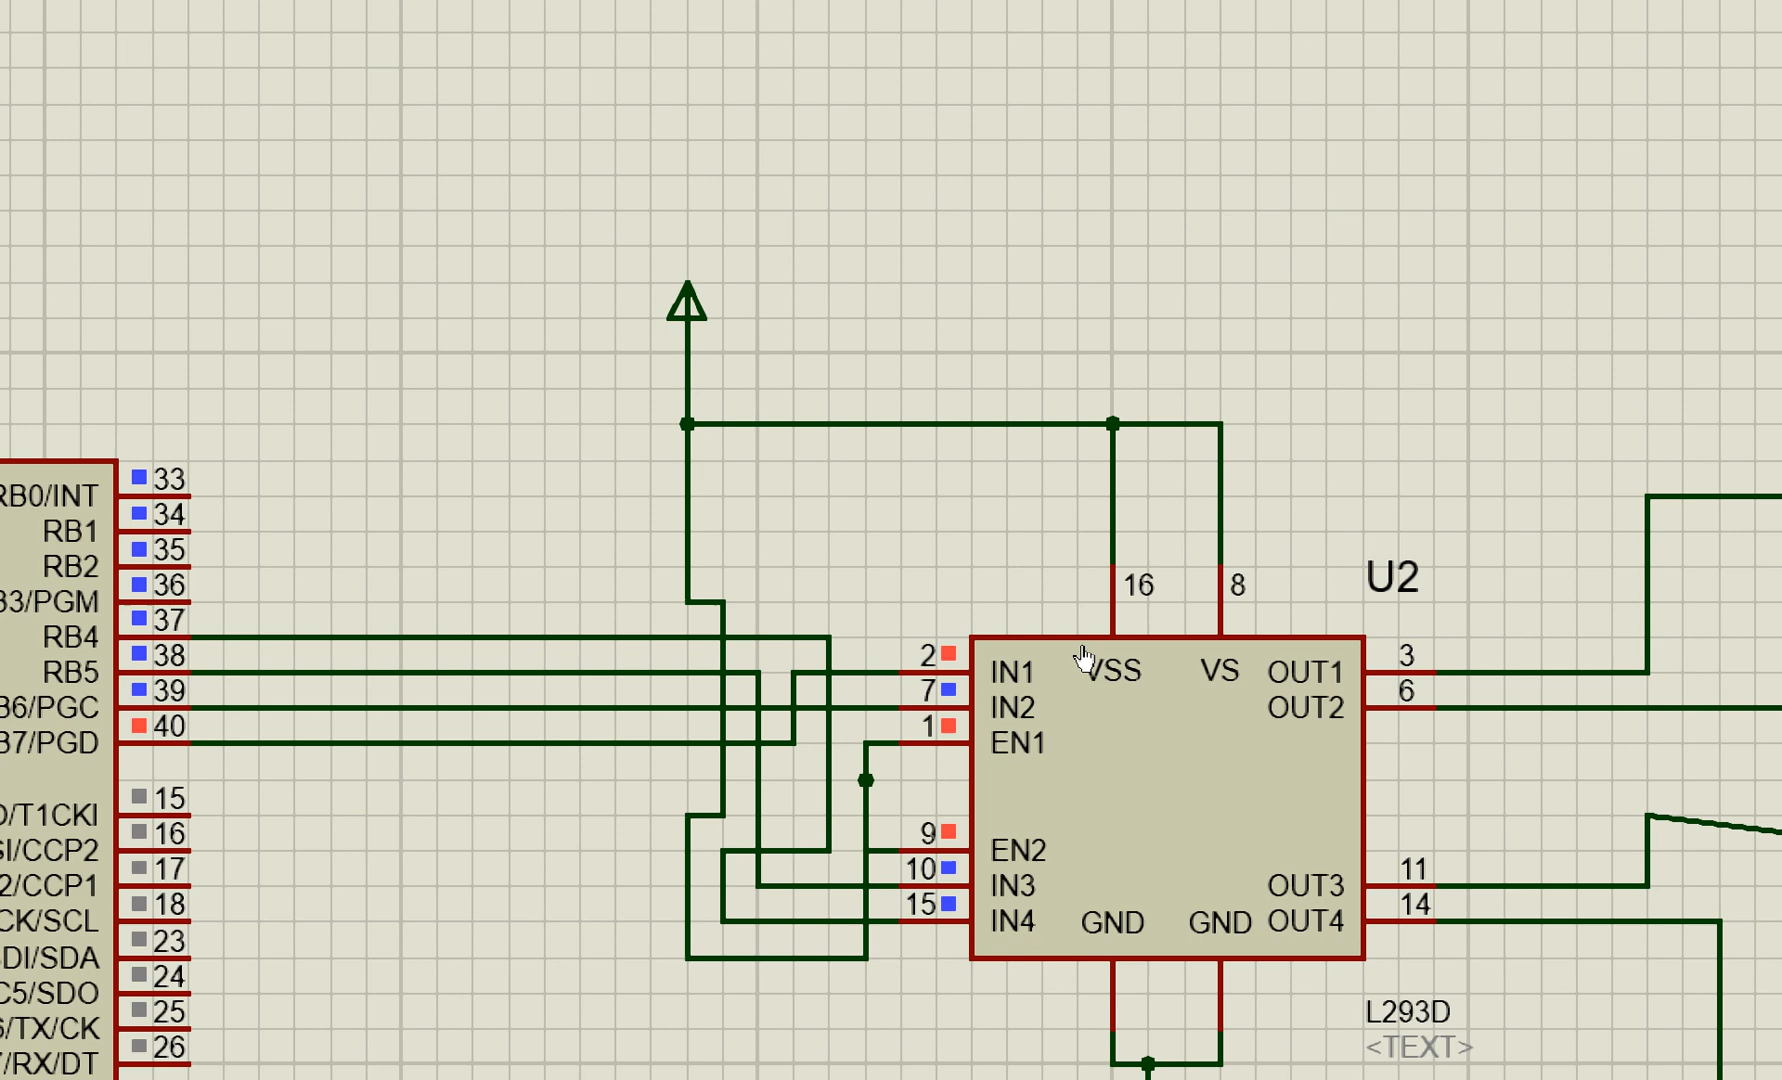 33
RB0/INT
34
RB1
35
RB2
36
B3/PGM
37
RB4
38
RB5
39
B6/PGC
40
B7/PGD
15
O/T1CKI
16
SI/CCP2
17
2/CCP1
18
CK/SCL
23
DI/SDA
24
C5/SDO
25
6/TX/CK
26
7/RX/DT
U2
16
8
2
IN1
7
IN2
1
EN1
9
EN2
10
IN3
15
IN4
VSS
VS
GND
GND
OUT1
3
OUT2
6
OUT3
11
OUT4
14
L293D
<TEXT>